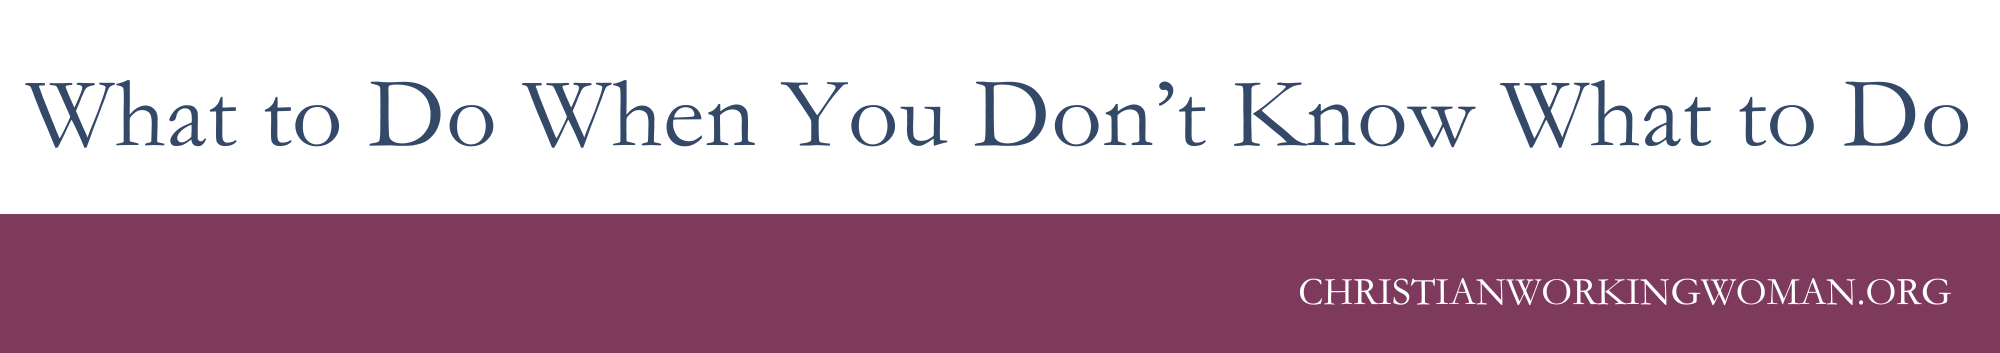 What to Do When You Don’t Know What to Do
CHRISTIANWORKINGWOMAN.ORG